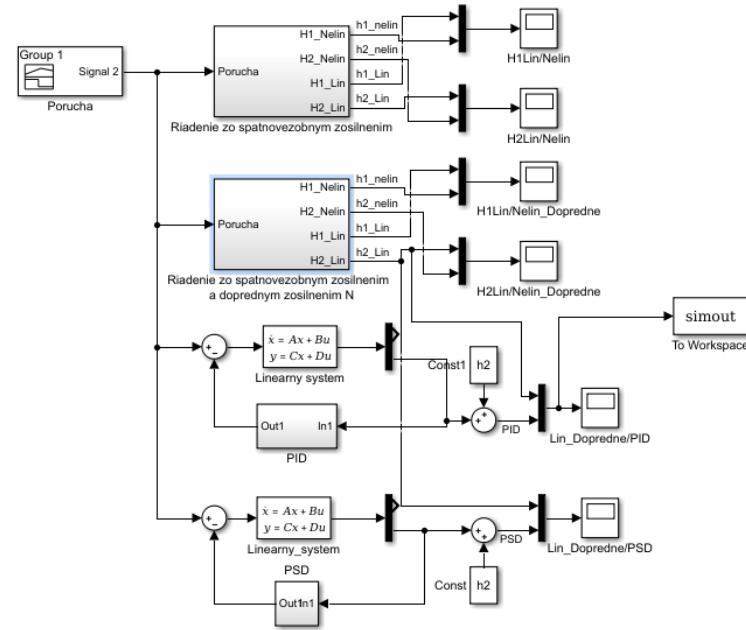 Group 1
Signal 2
Porucha
Porucha
H1_Nelin
H2_Nelin
H1_Lin
H2_Lin
h1_nelin
h2_nelin
h1_Lin
h2_Lin
Riadenie zo spatnovezobnym zosilnenim
H1Lin/Nelin
H2Lin/Nelin
Porucha
H1_Nelin
H2_Nelin
H1_Lin
H2_Lin
h1_nelin
h2_nelin
h1_Lin
h2_Lin
Riadenie zo spatnovezobnym zosilnenim
a doprednym zosilnenim N
H1Lin/Nelin_Dopredne
H2Lin/Nelin_Dopredne
simout
To Workspace
ẋ = Ax + Bu
y = Cx + Du
Linearny system
Const1
h2
Out1
In1
PID
PID
Lin_Dopredne/PID
ẋ = Ax + Bu
y = Cx + Du
Linearny_system
PSD
Lin_Dopredne/PSD
PSD
Out1In1
Const
h2